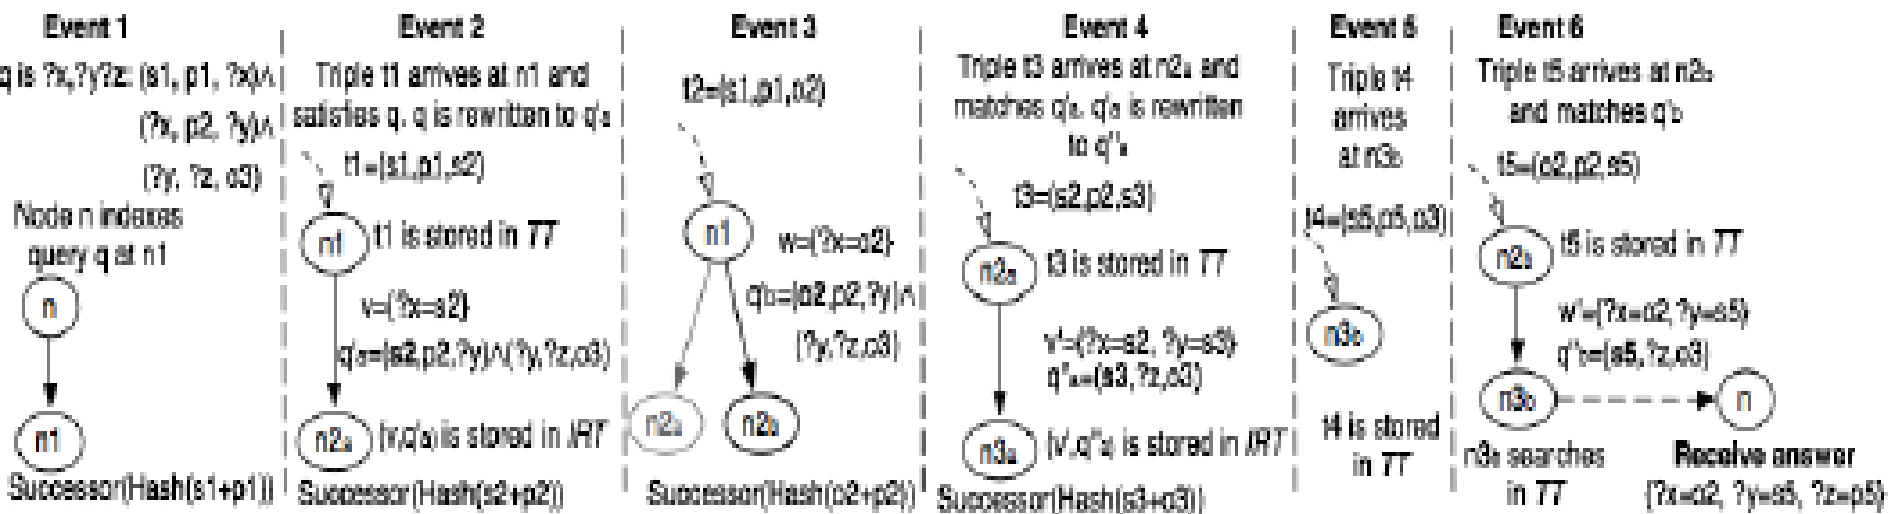 Event 1
q is ?x,?y?z: (s1, p1, ?x)∧
(?x, p2, ?y)∧
(?y, ?z, o3)
Node n indexes
query q at n1
n
n1
Successor(Hash(s1+p1))
Event 2
Triple t1 arrives at n1 and
satisfies q. q is rewritten to q'a
t1=(s1,p1,s2)
n1
t1 is stored in TT
v={?x=s2}
q'a=(s2,p2,?y)∧(?y,?z,o3)
n2a
(v,q'a) is stored in IRT
Successor(Hash(s2+p2))
Event 3
t2=(s1,p1,o2)
n1
w={?x=o2}
q'b=(o2,p2,?y)∧
(?y,?z,o3)
n2a
n2b
Successor(Hash(o2+p2))
Event 4
Triple t3 arrives at n2a and
matches q'a. q'a is rewritten
to q''a
t3=(s2,p2,s3)
n2a
t3 is stored in TT
v'={?x=s2, ?y=s3}
q''a=(s3,?z,o3)
n3a
(v',q''a) is stored in IRT
Successor(Hash(s3+o3))
Event 5
Triple t4
arrives
at n3b
t4=(s5,p5,o3)
n3b
t4 is stored
in TT
Event 6
Triple t5 arrives at n2b
and matches q'b
t5=(o2,p2,s5)
n2b
t5 is stored in TT
w'={?x=o2, ?y=s5}
q''b=(s5,?z,o3)
n3b
n
n3b searches
in TT
Receive answer
{?x=o2, ?y=s5, ?z=p5}